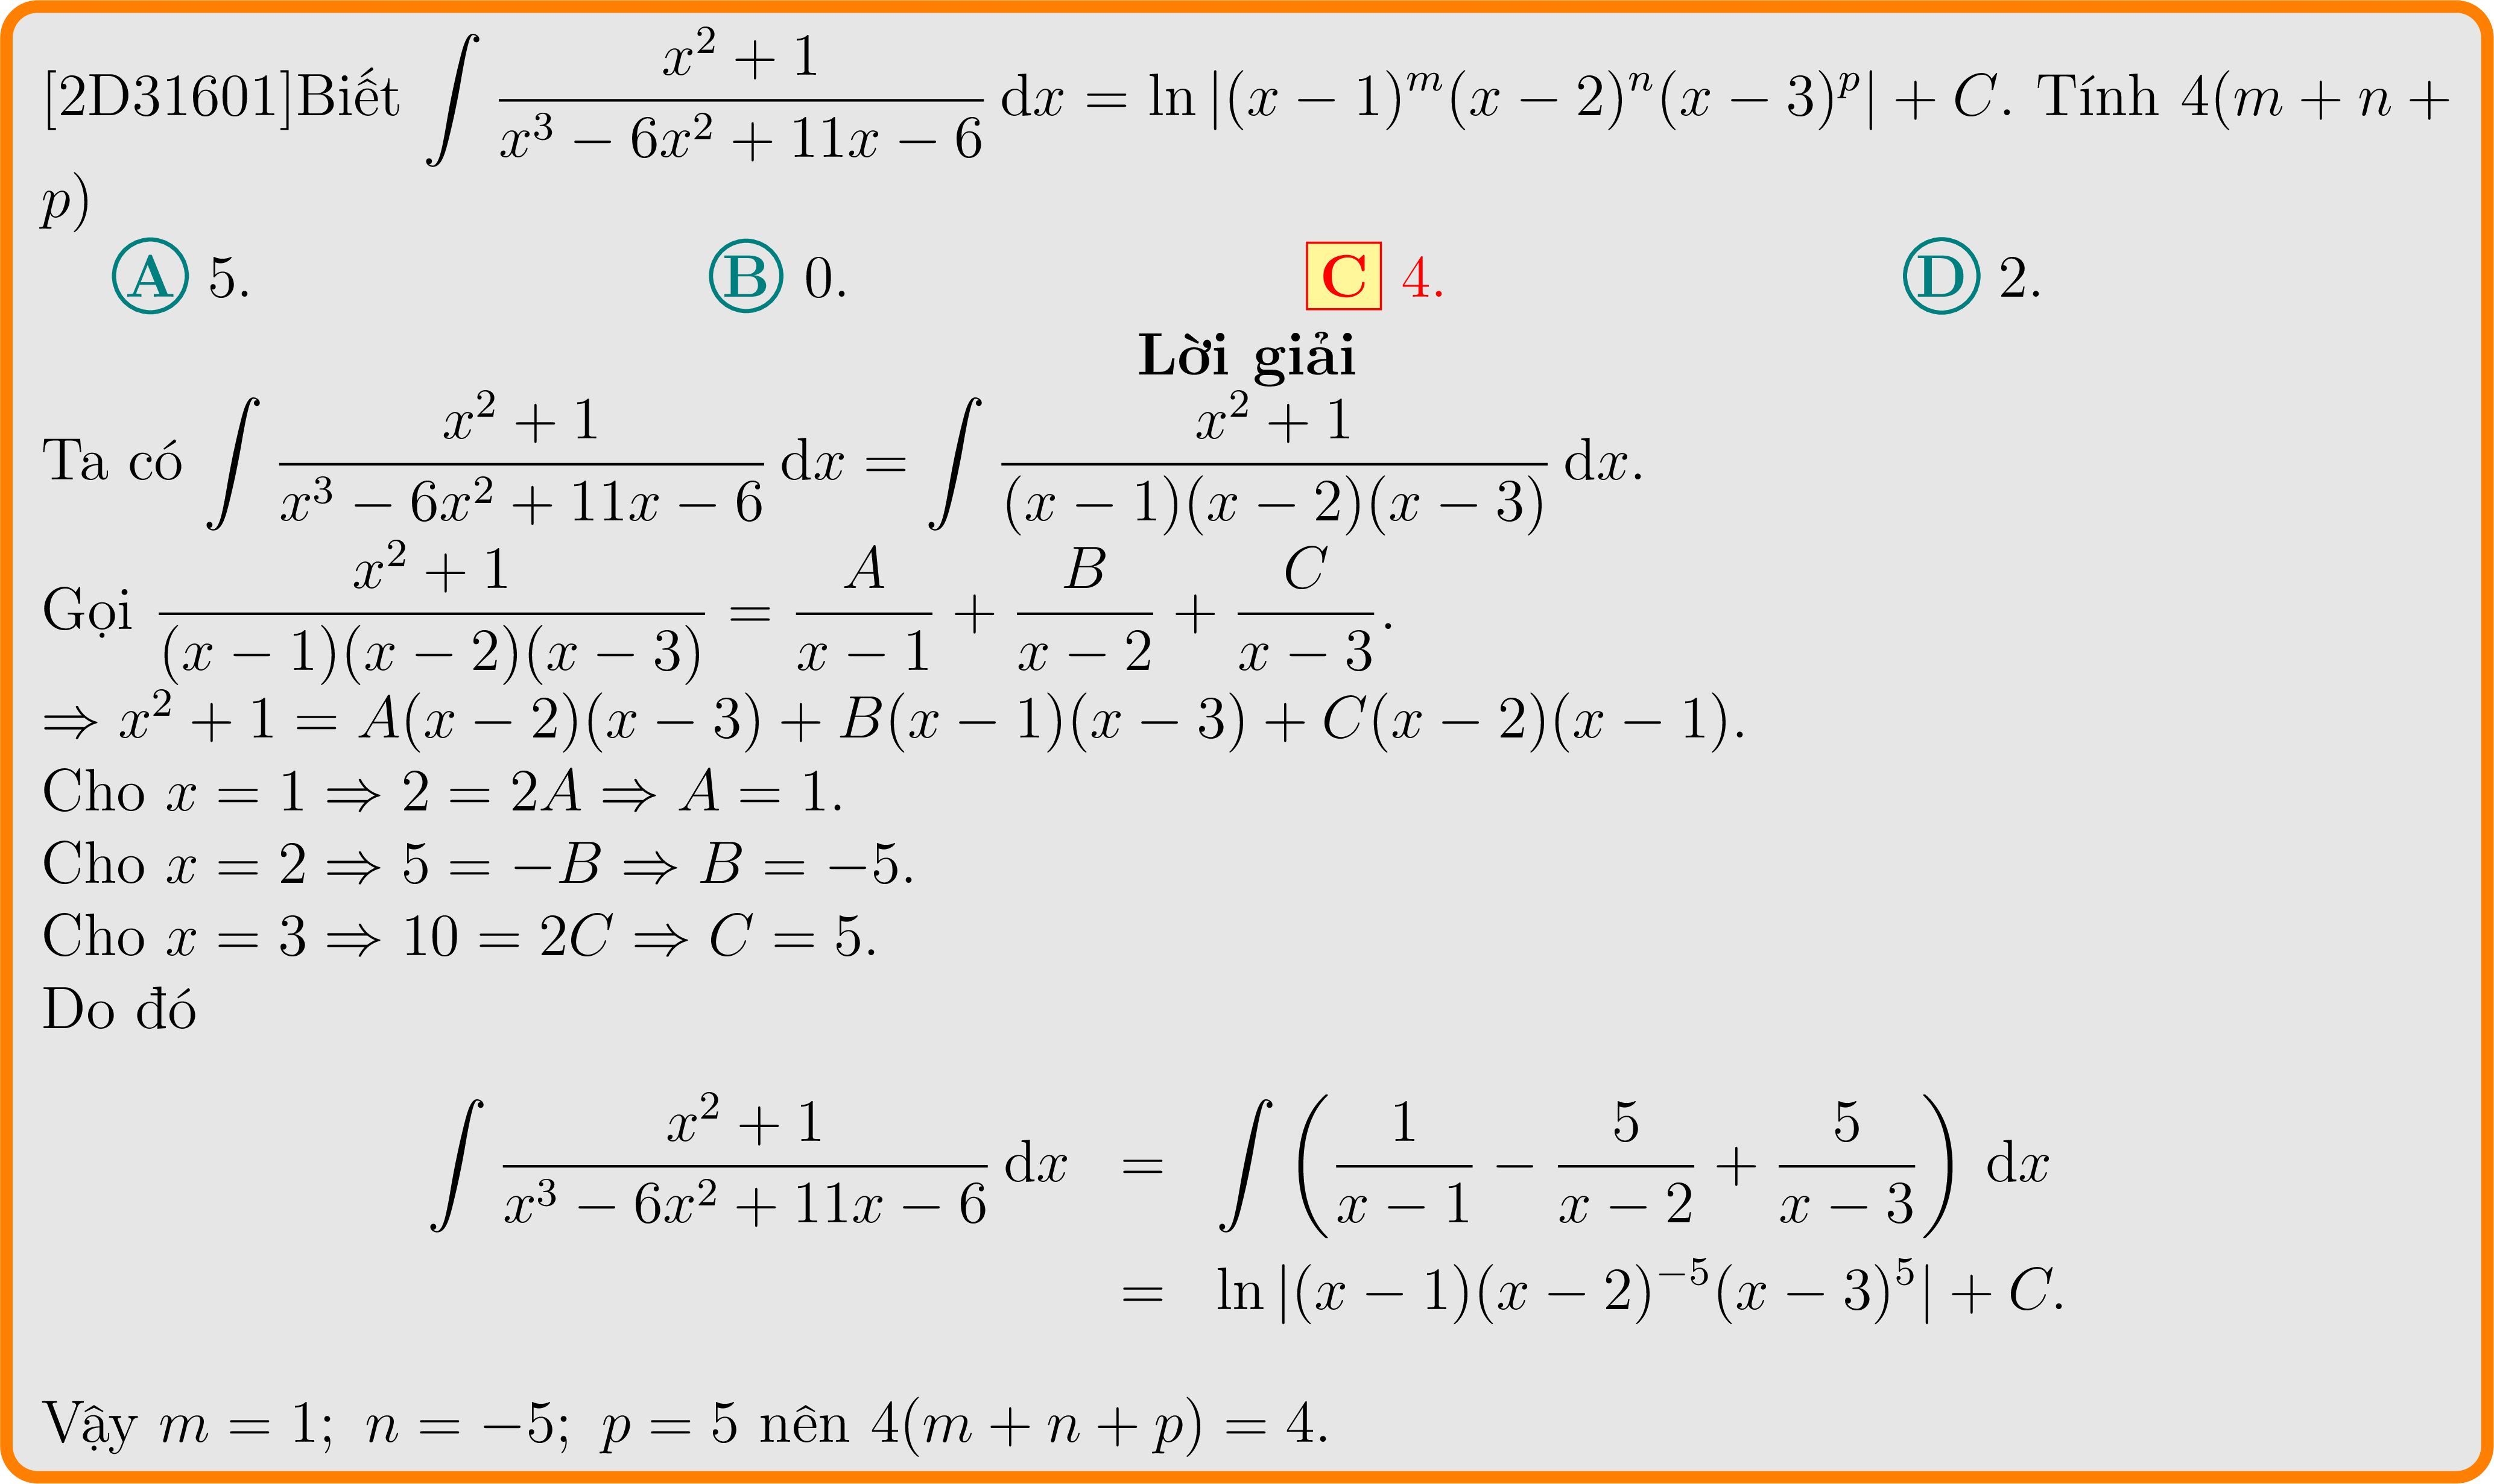 [2D31601]Biết $\int \frac{x^2+1}{x^3-6x^2+11x-6}\,\mathrm{d}x = \ln|(x-1)^m(x-2)^n(x-3)^p| + C$. Tính $4(m+n+$
$p)$
A 5. B 0. C 4. D 2.
Lời giải
Ta có $\int \frac{x^2+1}{x^3-6x^2+11x-6}\,\mathrm{d}x = \int \frac{x^2+1}{(x-1)(x-2)(x-3)}\,\mathrm{d}x$.
Gọi $\frac{x^2+1}{(x-1)(x-2)(x-3)} = \frac{A}{x-1} + \frac{B}{x-2} + \frac{C}{x-3}$.
$\Rightarrow x^2+1 = A(x-2)(x-3) + B(x-1)(x-3) + C(x-2)(x-1)$.
Cho $x = 1 \Rightarrow 2 = 2A \Rightarrow A = 1$.
Cho $x = 2 \Rightarrow 5 = -B \Rightarrow B = -5$.
Cho $x = 3 \Rightarrow 10 = 2C \Rightarrow C = 5$.
Do đó
$\int \frac{x^2+1}{x^3-6x^2+11x-6}\,\mathrm{d}x = \int \left(\frac{1}{x-1} - \frac{5}{x-2} + \frac{5}{x-3}\right)\,\mathrm{d}x$
$= \ln|(x-1)(x-2)^{-5}(x-3)^5| + C$.
Vậy $m = 1;\ n = -5;\ p = 5$ nên $4(m+n+p) = 4$.